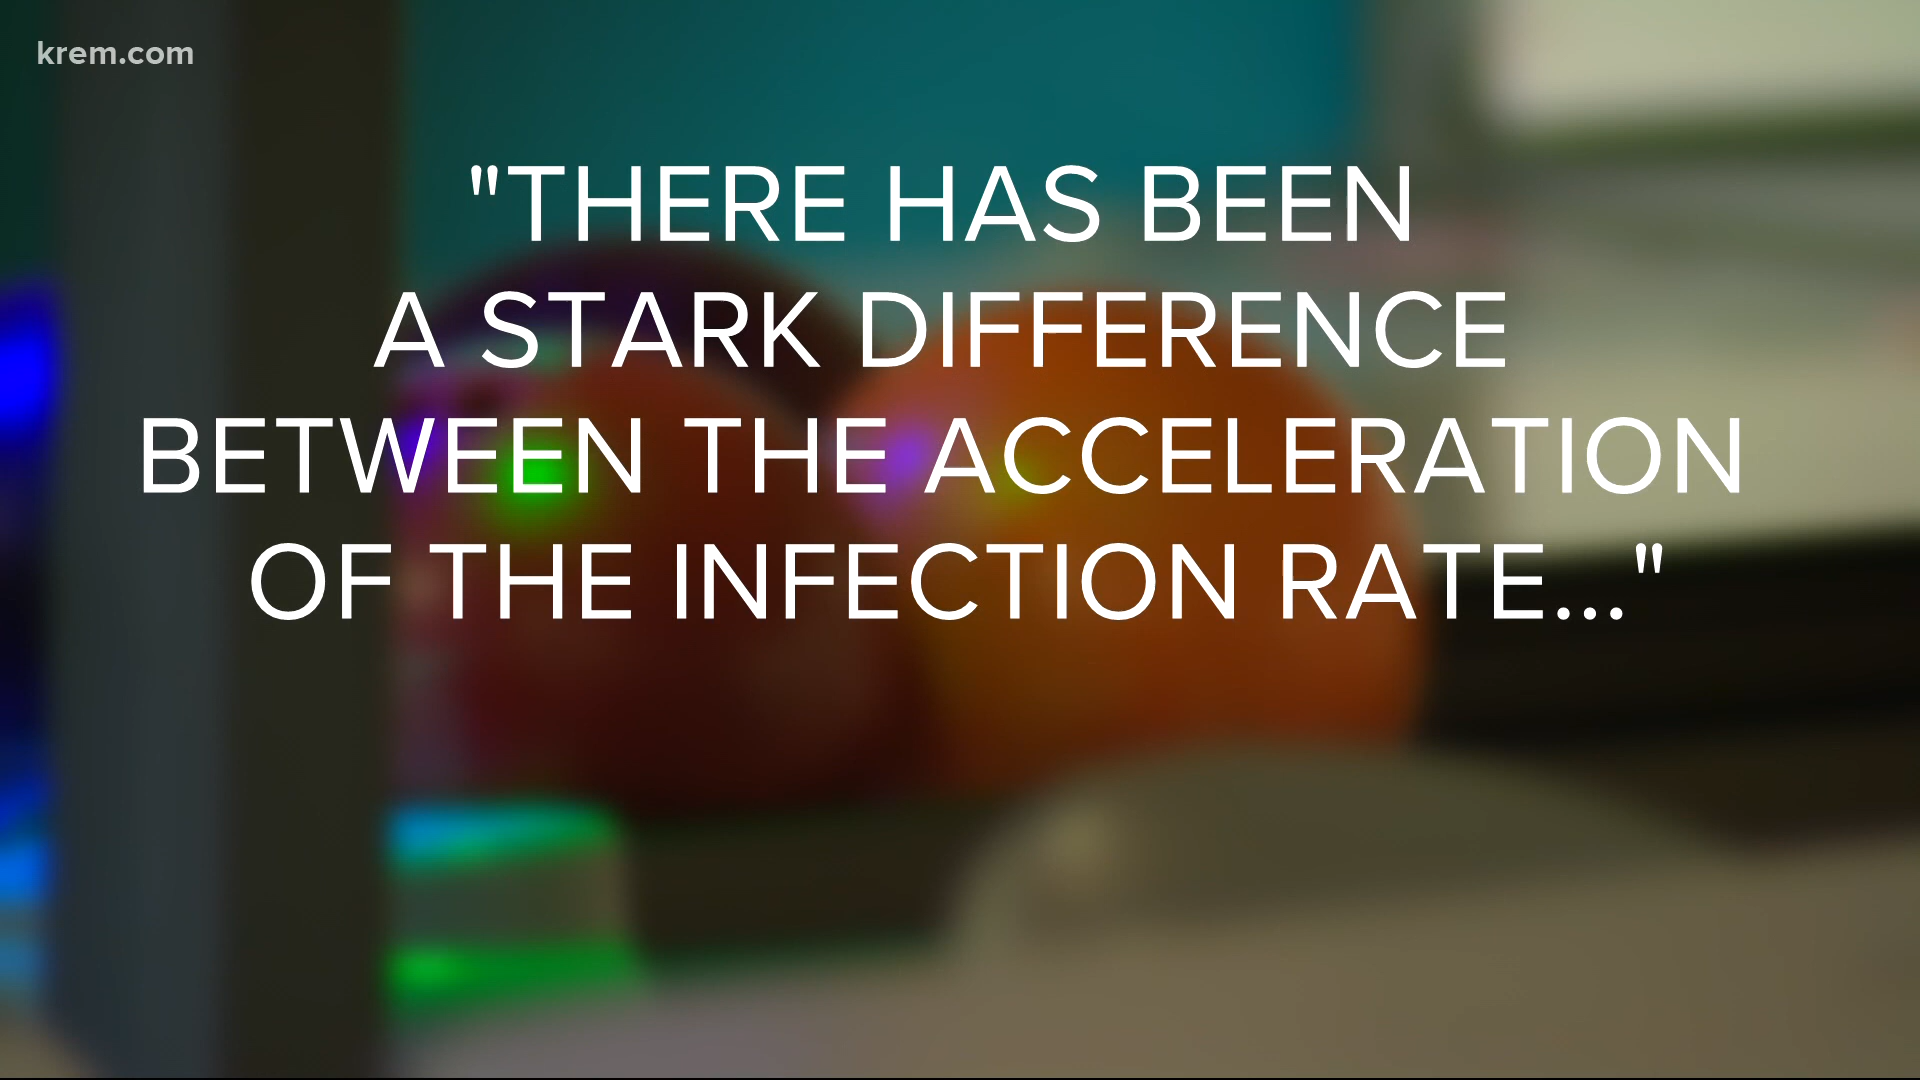 krem.com
"THERE HAS BEEN
A STARK DIFFERENCE
BETWEEN THE ACCELERATION
OF THE INFECTION RATE..."